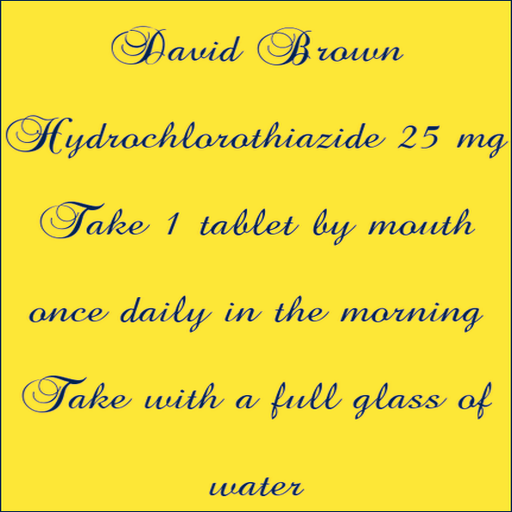 David Brown
Hydrochlorothiazide 25 mg
Take 1 tablet by mouth
once daily in the morning
Take with a full glass of
water